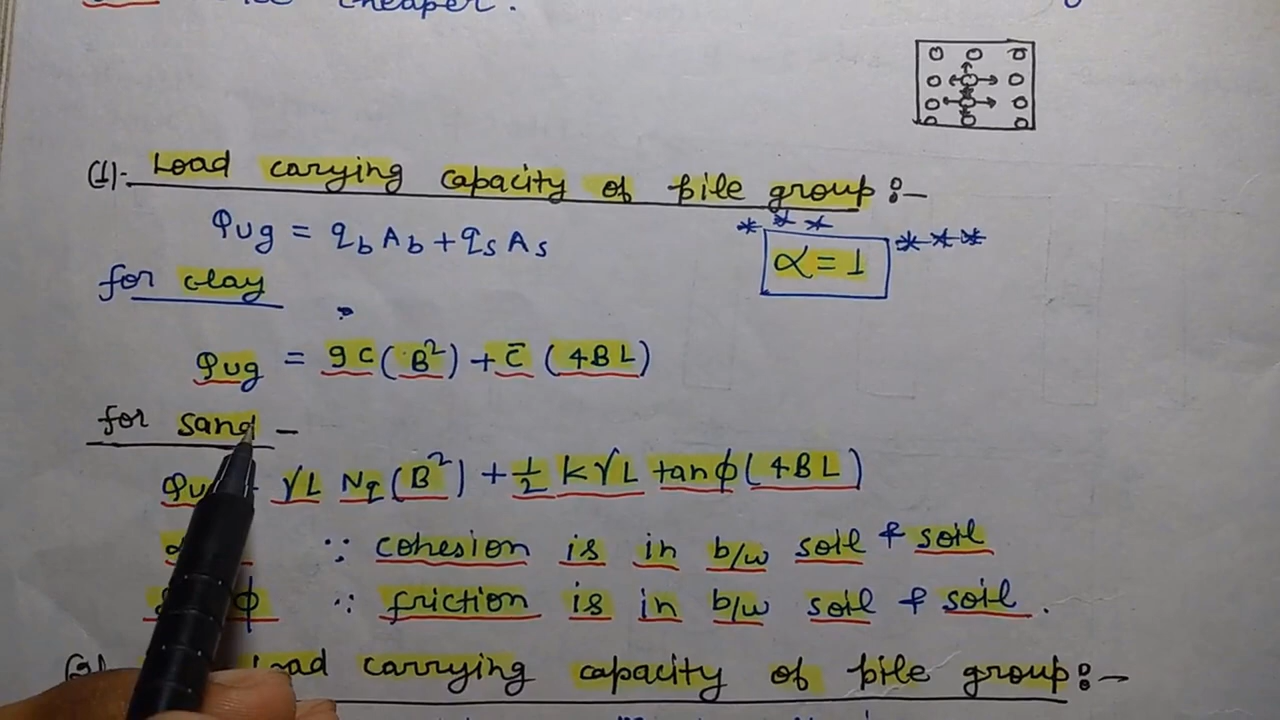 cheaper.
(1). Load carrying capacity of pile group :-
Qug = qb Ab + qs As
α = 1
for clay
Qug = 9c (B²) + c̄ (4BL)
for sand -
Qu γL Nq (B²) + 1/2 KγL tanφ (4BL)
∵ cohesion is in b/w soil & soil
φ ∵ friction is in b/w soil & soil.
Load carrying capacity of pile group :-